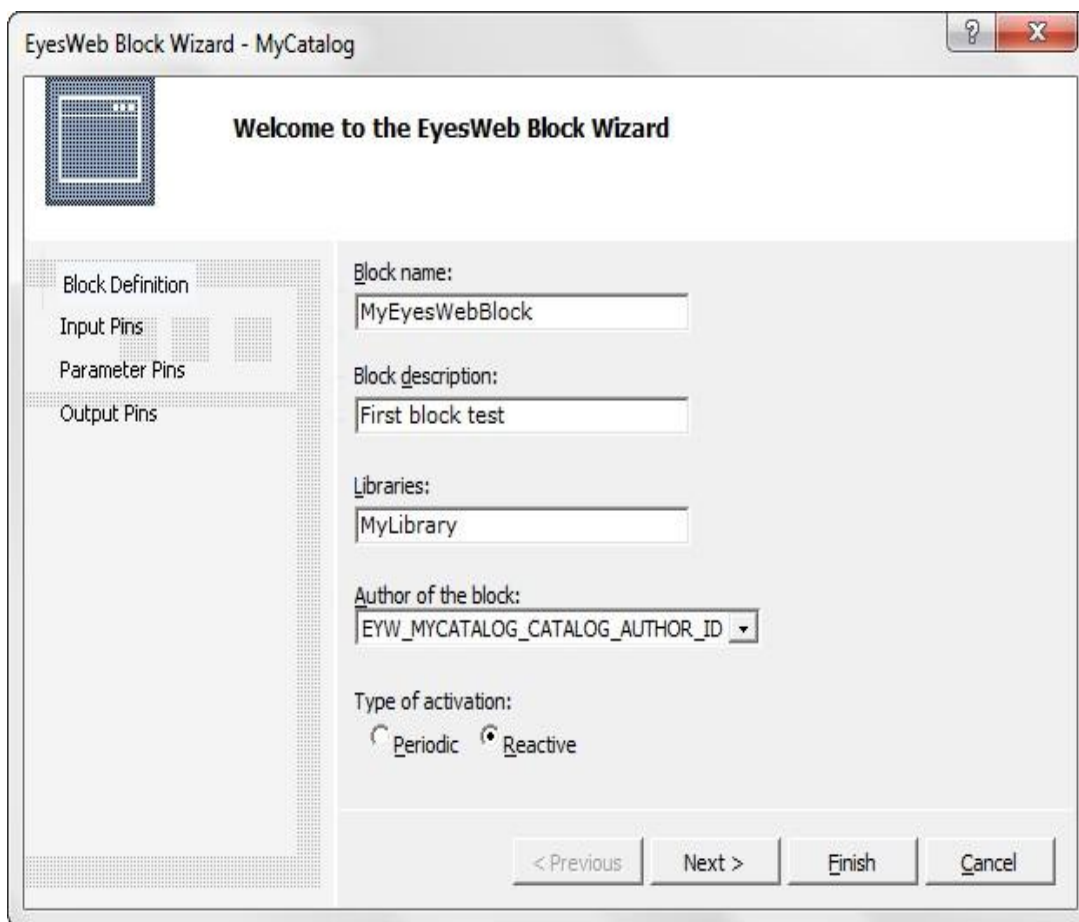 EyesWeb Block Wizard - MyCatalog
Welcome to the EyesWeb Block Wizard
Block Definition
Input Pins
Parameter Pins
Output Pins
Block name:
MyEyesWebBlock
Block description:
First block test
Libraries:
MyLibrary
Author of the block:
EYW_MYCATALOG_CATALOG_AUTHOR_ID
Type of activation:
Periodic Reactive
< Previous Next > Finish Cancel